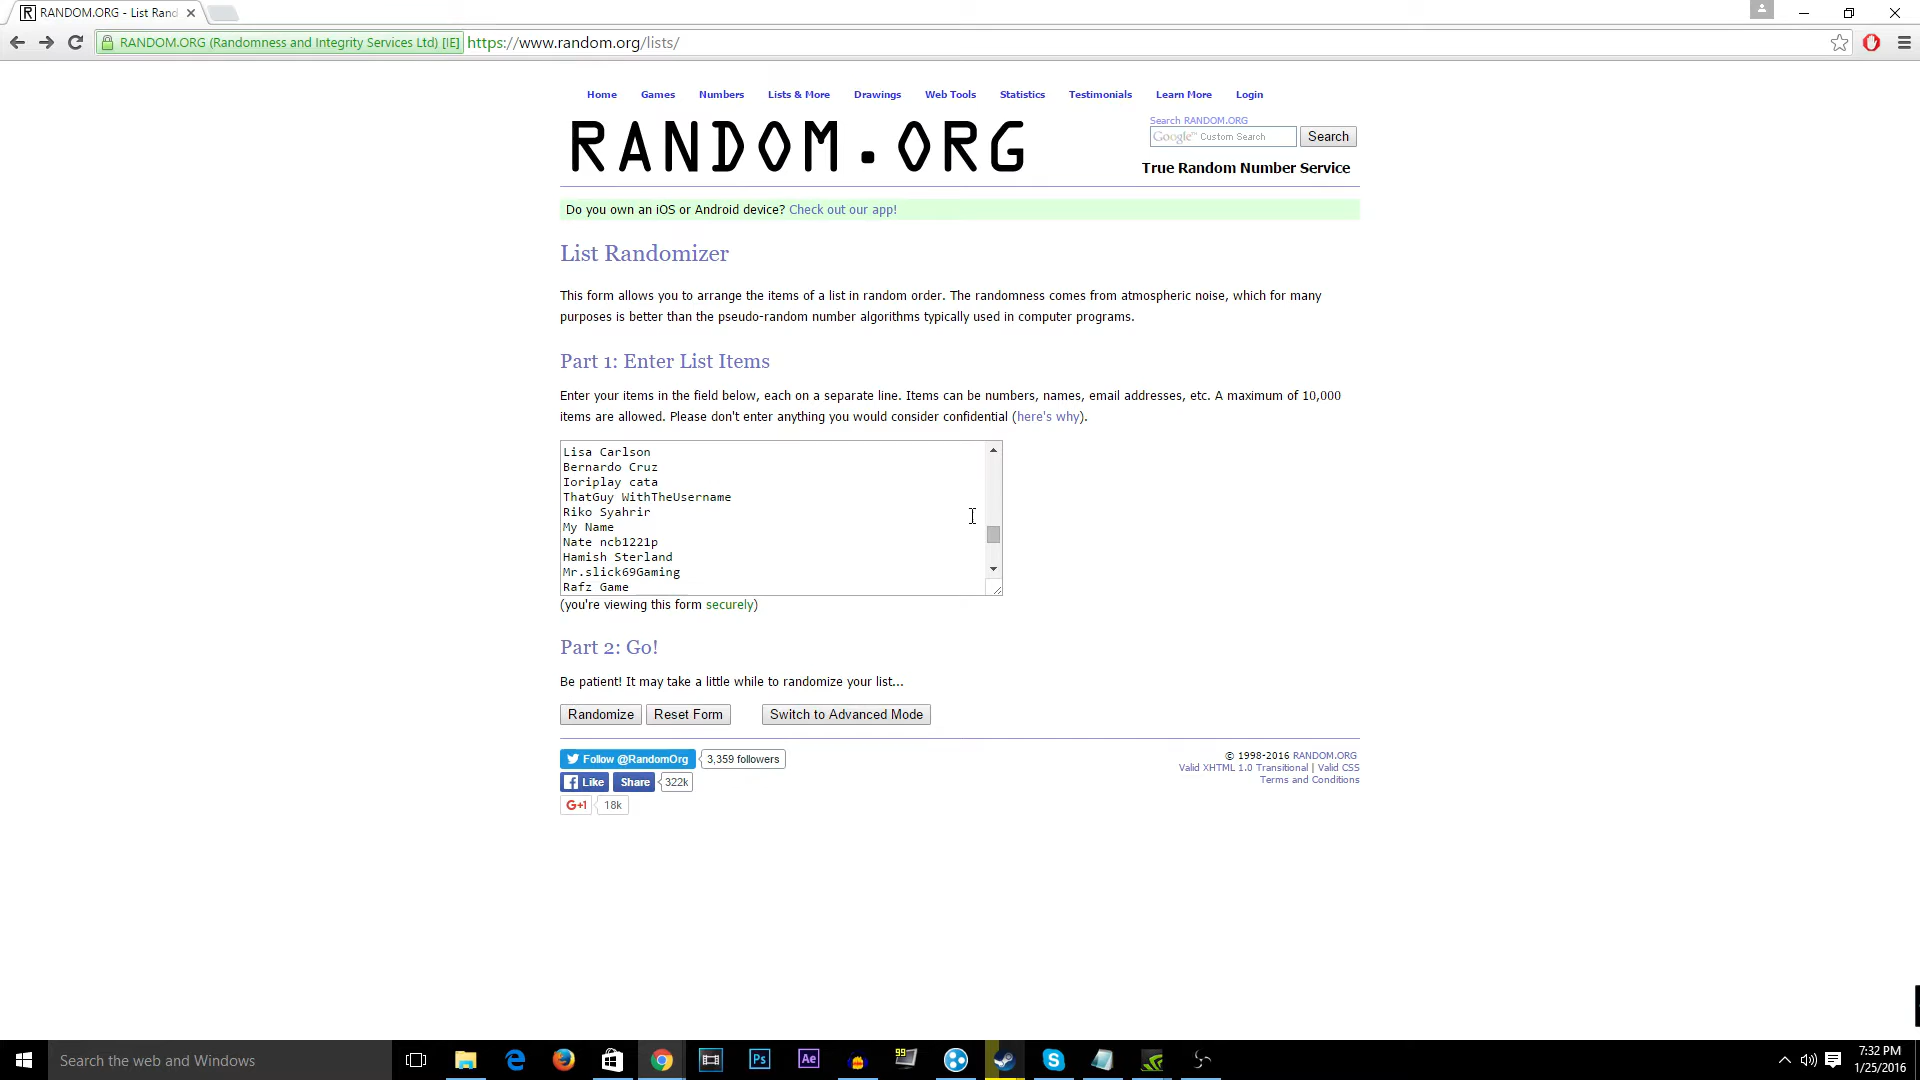 RANDOM.ORG - List Rand
RANDOM.ORG (Randomness and Integrity Services Ltd) [IE] https://www.random.org/lists/
Home Games Numbers Lists & More Drawings Web Tools Statistics Testimonials Learn More Login
RANDOM.ORG
Search RANDOM.ORG
Google™ Custom Search Search
True Random Number Service
Do you own an iOS or Android device? Check out our app!
List Randomizer
This form allows you to arrange the items of a list in random order. The randomness comes from atmospheric noise, which for many
purposes is better than the pseudo-random number algorithms typically used in computer programs.
Part 1: Enter List Items
Enter your items in the field below, each on a separate line. Items can be numbers, names, email addresses, etc. A maximum of 10,000
items are allowed. Please don't enter anything you would consider confidential (here's why).
Lisa Carlson
Bernardo Cruz
Ioriplay cata
ThatGuy WithTheUsername
Riko Syahrir
My Name
Nate ncb1221p
Hamish Sterland
Mr.slick69Gaming
Rafz Game
(you're viewing this form securely)
Part 2: Go!
Be patient! It may take a little while to randomize your list...
Randomize Reset Form Switch to Advanced Mode
Follow @RandomOrg 3,359 followers
Like Share 322k
G+1 18k
© 1998-2016 RANDOM.ORG
Valid XHTML 1.0 Transitional | Valid CSS
Terms and Conditions
Search the web and Windows
Ps
Ae
99
7:32 PM
1/25/2016